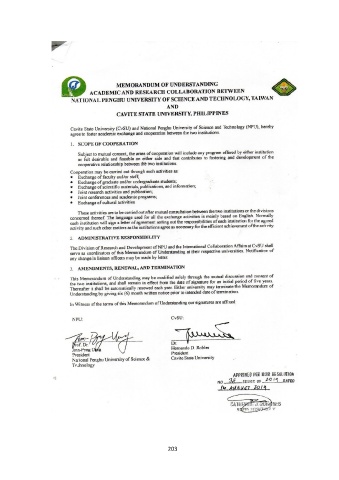 MEMORANDUM OF UNDERSTANDING
ACADEMIC AND RESEARCH COLLABORATION BETWEEN
NATIONAL PENGHU UNIVERSITY OF SCIENCE AND TECHNOLOGY, TAIWAN
AND
CAVITE STATE UNIVERSITY, PHILIPPINES
Cavite State University (CvSU) and National Penghu University of Science and Technology (NPU), hereby
agree to foster academic exchange and cooperation between the two institutions.
1. SCOPE OF COOPERATION
Subject to mutual consent, the areas of cooperation will include any program offered by either institution
as felt desirable and feasible on either side and that contributes to fostering and development of the
cooperative relationship between the two institutions.
Cooperation may be carried out through such activities as:
• Exchange of faculty and/or staff;
• Exchange of graduate and/or undergraduate students;
• Exchange of scientific materials, publications, and information;
• Joint research activities and publication;
• Joint conferences and academic programs;
• Exchange of cultural activities
These activities are to be carried out after mutual consultation between the two institutions or the divisions
concerned thereof. The language used for all the exchange activities is mainly based on English. Normally
each institution will sign a letter of agreement setting out the responsibilities of each institution for the agreed
activity and such other matters as the institutions agree as necessary for the efficient achievement of the activity
2. ADMINISTRATIVE RESPONSIBILITY
The Division of Research and Development of NPU and the International Collaboration Affairs at CvSU shall
serve as coordinators of this Memorandum of Understanding at their respective universities. Notification of
any change in liaison officers may be made by letter.
3. AMENDMENTS, RENEWAL, AND TERMINATION
This Memorandum of Understanding may be modified solely through the mutual discussion and consent of
the two institutions, and shall remain in effect from the date of signature for an initial period of five years.
Thereafter it shall be automatically renewed each year. Either university may terminate the Memorandum of
Understanding by giving six (6) month written notice prior to intended date of termination.
In Witness of the terms of this Memorandum of Understanding our signatures are affixed
NPU:
CvSU:
Prof. Dr.
President
National Penghu University of Science &
Technology
Dr.
Hernando D. Robles
President
Cavite State University
APPROVED PER BOR RESOLUTION
NO. 38 SERIES OF 2019 DATED
14 AUGUST 2019
203